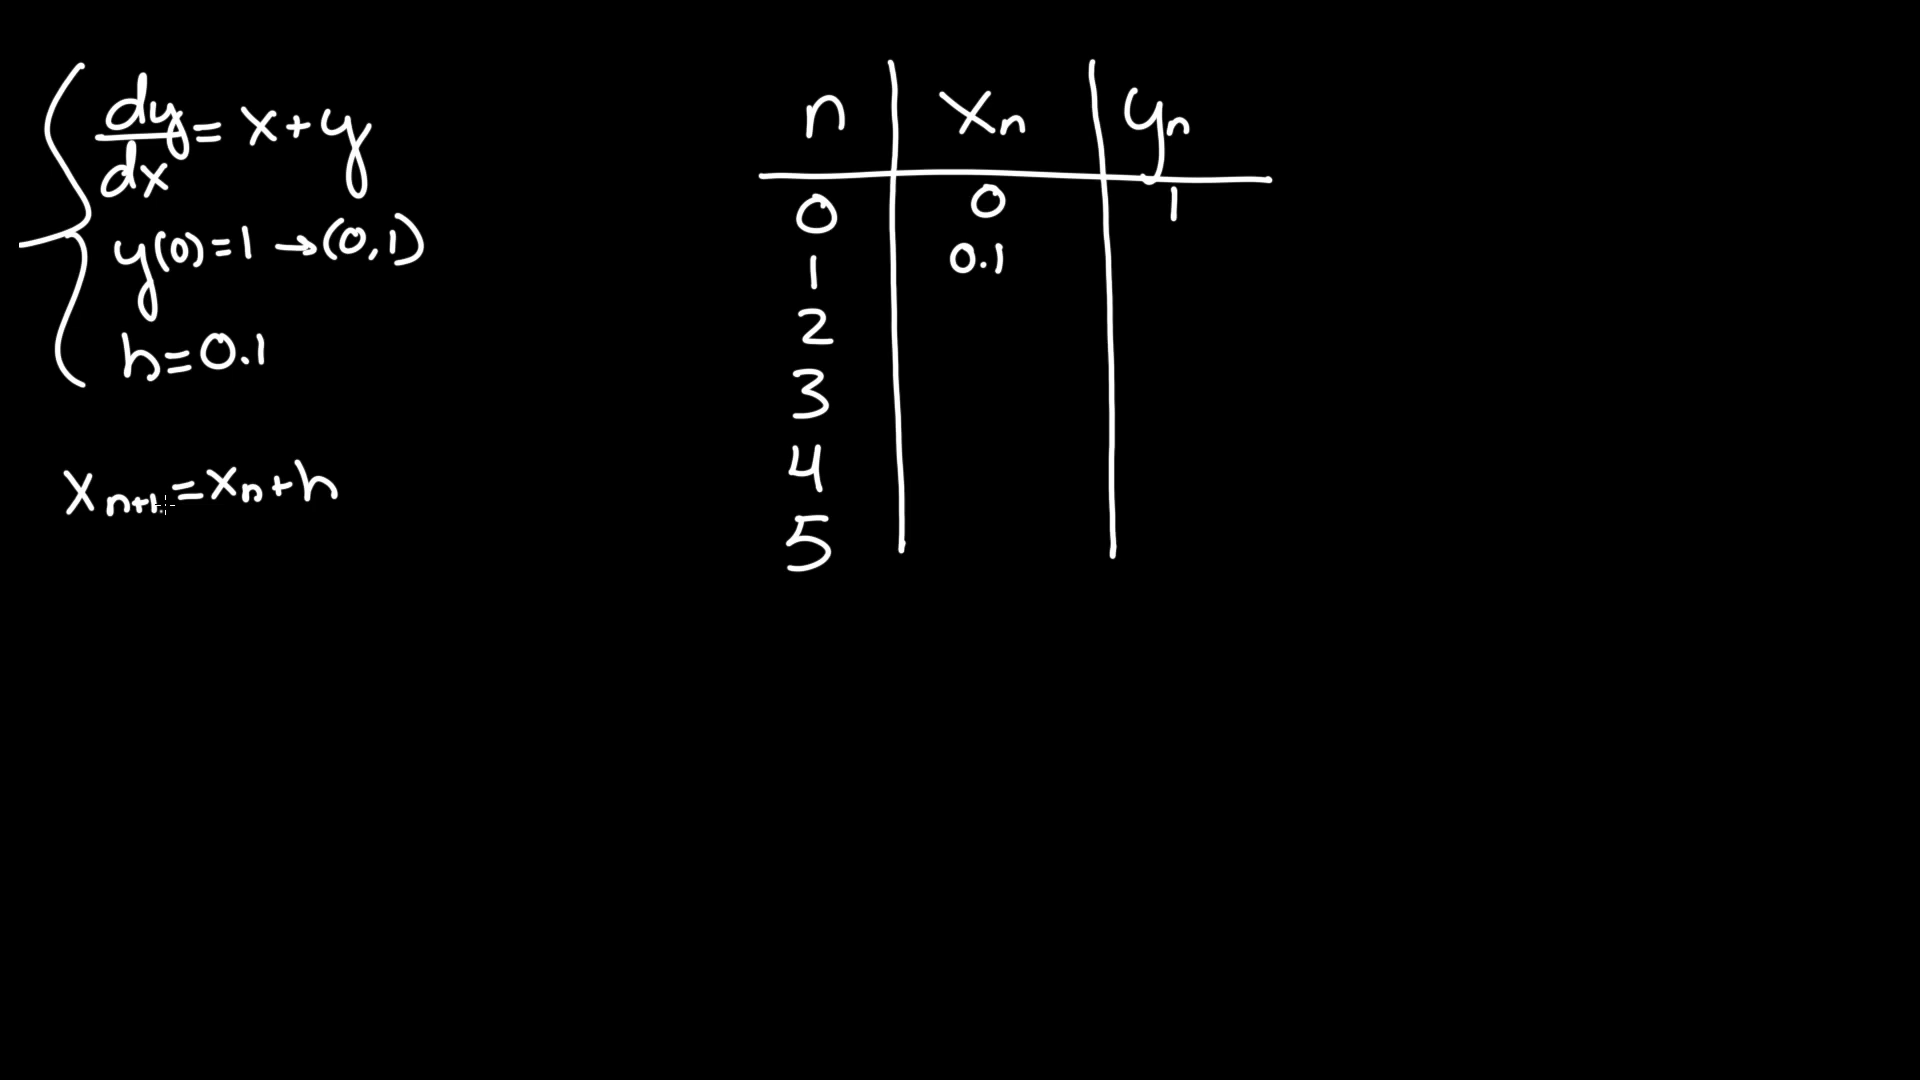 dy/dx = x+y
y(0)=1 →(0,1)
h=0.1
x_{n+1}=x_n+h
n x_n y_n
0 0 1
1 0.1
2
3
4
5